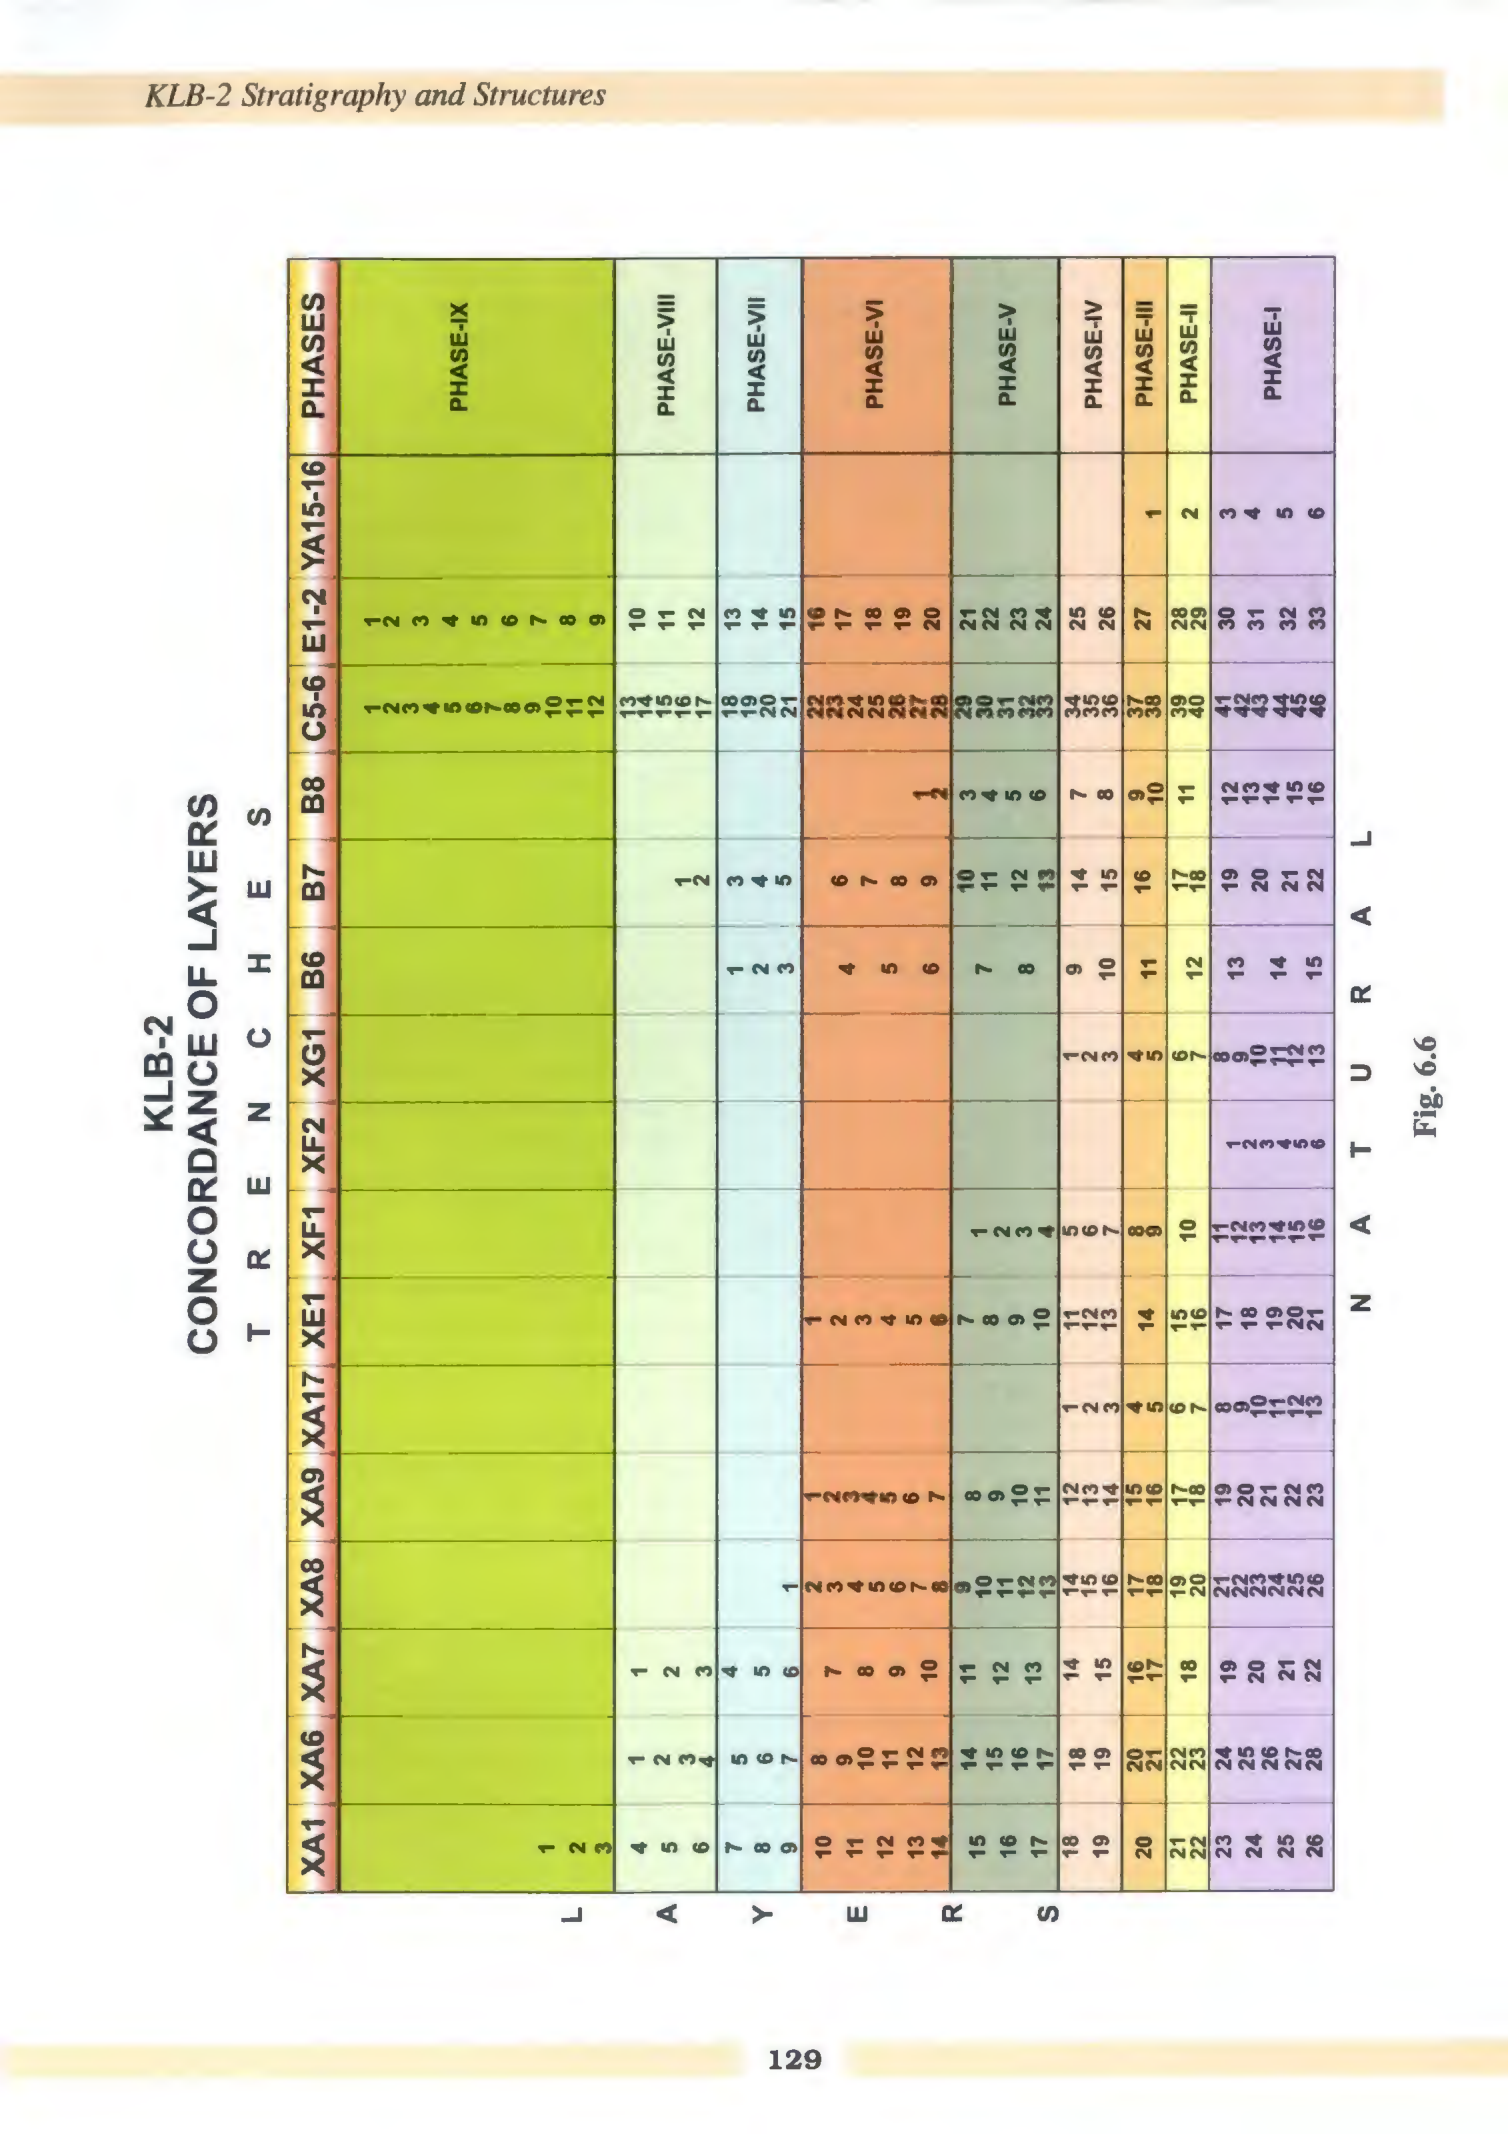 KLB-2 Stratigraphy and Structures
KLB-2
CONCORDANCE OF LAYERS
T R E N C H E S
XA1 XA6 XA7 XA8 XA9 XA17 XE1 XF1 XF2 XG1 B6 B7 B8 C5-6 E1-2 YA15-16 PHASES
1 2 3
1 2 3 4 5 6 7 8 9 10 11 12
1 2 3 4 5 6 7 8 9
PHASE-IX
4 5 6
1 2 3 4
1 2 3
1 2
13 14 15 16 17
10 11 12
PHASE-VIII
7 8 9
5 6 7
4 5 6
1
1 2 3
3 4 5
18 19 20 21
13 14 15
PHASE-VII
10 11 12 13 14
8 9 10 11 12 13
7 8 9 10
2 3 4 5 6 7 8
1 2 3 4 5 6 7
1 2 3 4 5 6
4 5 6
6 7 8 9
1 2
22 23 24 25 26 27 28
16 17 18 19 20
PHASE-VI
15 16 17
14 15 16 17
11 12 13
9 10 11 12 13
8 9 10 11
7 8 9 10
1 2 3 4
7 8
10 11 12 13
3 4 5 6
29 30 31 32 33
21 22 23 24
PHASE-V
18 19
18 19
14 15
14 15 16
12 13 14
1 2 3
11 12 13
5 6 7
1 2 3
9 10
14 15
7 8
34 35 36
25 26
PHASE-IV
20
20 21
16 17
17 18
15 16
4 5
14
8 9
4 5
11
16
9 10
37 38
27
1
PHASE-III
21 22
22 23
18
19 20
17 18
6 7
15 16
10
6 7
12
17 18
11
39 40
28 29
2
PHASE-II
23 24 25 26
24 25 26 27 28
19 20 21 22
21 22 23 24 25 26
19 20 21 22 23
8 9 10 11 12 13
17 18 19 20 21
11 12 13 14 15 16
1 2 3 4 5 6
8 9 10 11 12 13
13 14 15
19 20 21 22
12 13 14 15 16
41 42 43 44 45 46
30 31 32 33
3 4 5 6
PHASE-I
L A Y E R S
N A T U R A L
Fig. 6.6
129